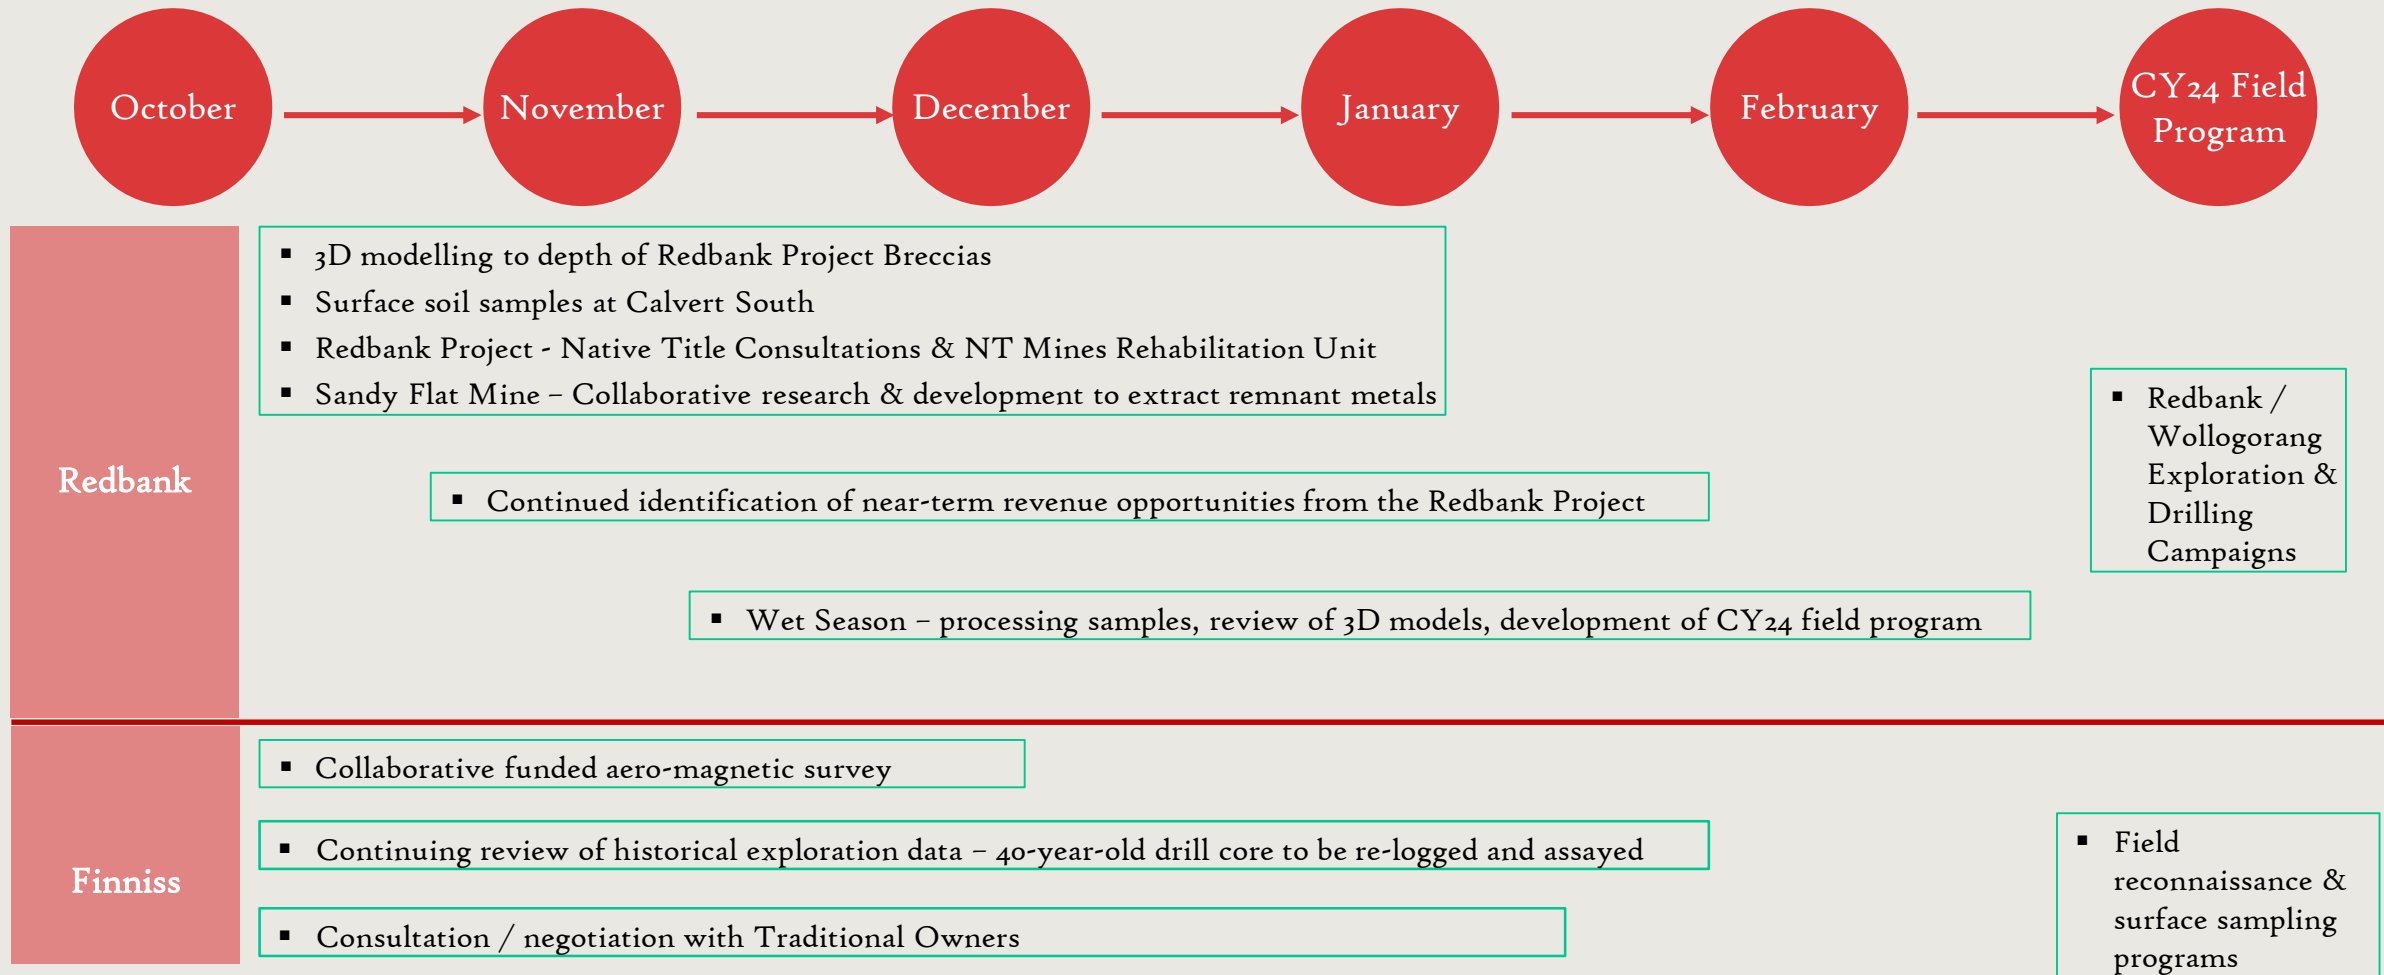 October
November
December
January
February
CY24 Field
Program
Redbank
▪ 3D modelling to depth of Redbank Project Breccias
▪ Surface soil samples at Calvert South
▪ Redbank Project - Native Title Consultations & NT Mines Rehabilitation Unit
▪ Sandy Flat Mine – Collaborative research & development to extract remnant metals
▪ Continued identification of near-term revenue opportunities from the Redbank Project
▪ Wet Season – processing samples, review of 3D models, development of CY24 field program
▪ Redbank /
Wollogorang
Exploration &
Drilling
Campaigns
Finniss
▪ Collaborative funded aero-magnetic survey
▪ Continuing review of historical exploration data – 40-year-old drill core to be re-logged and assayed
▪ Consultation / negotiation with Traditional Owners
▪ Field
reconnaissance &
surface sampling
programs